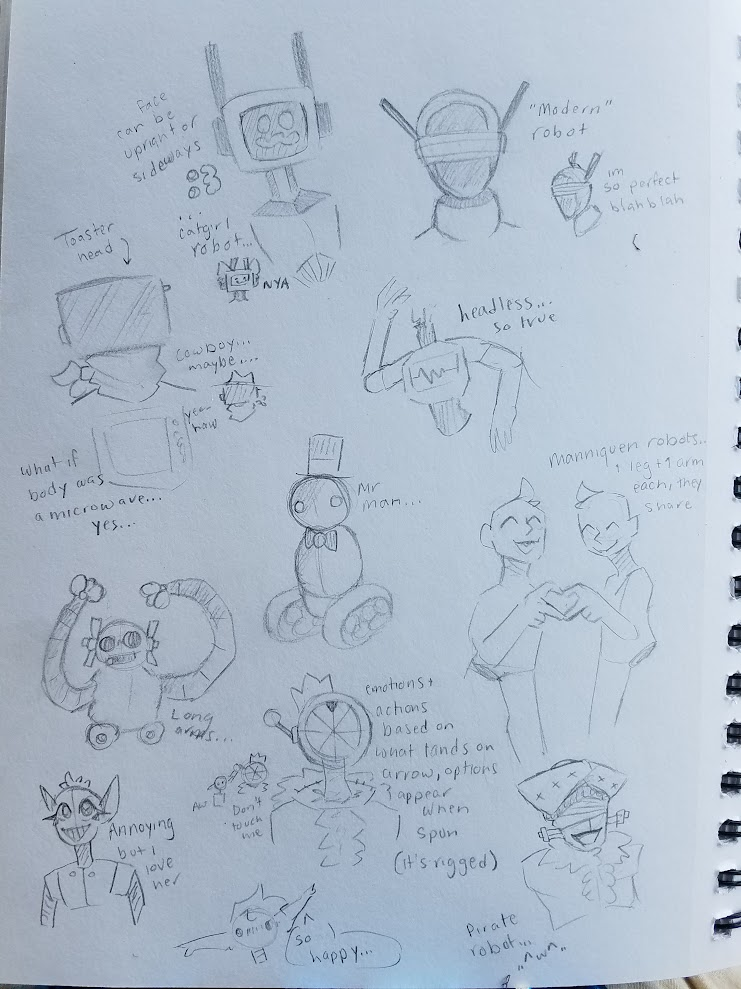 face
can be
upright or
sideways
...
catgirl
robot...
NYA
"Modern"
robot
im
so perfect
blah blah
Toaster
head
cowboy...
maybe....
yea-
haw
headless...
so true
what if
body was
a microwave...
yes...
Mr
man...
Manniquen robots..
1 leg + 1 arm
each, they
share
Long
arms...
emotions +
actions
based on
what lands on
arrow, options
appear
when
spun
(it's rigged)
Aw
Don't
touch
me
Annoying
but I
love
her
so
happy...
Pirate
robot...
"^w^"